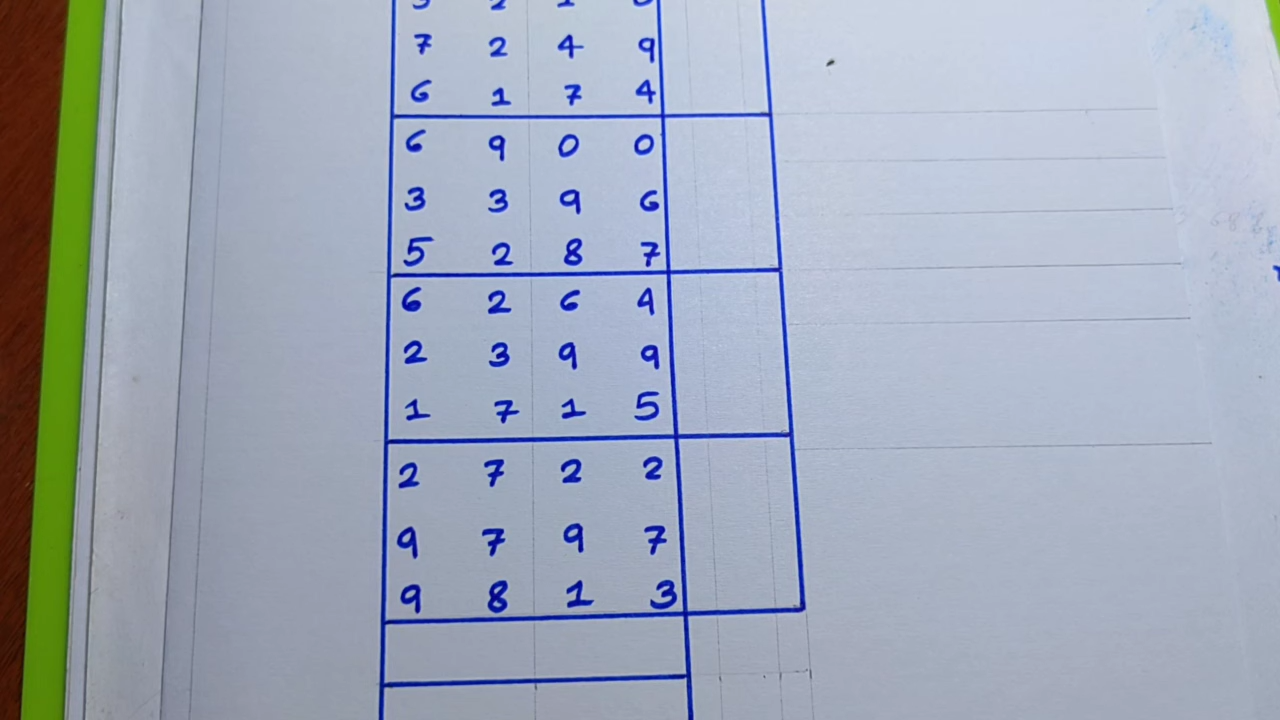 7 2 4 9
6 1 7 4
6 9 0 0
3 3 9 6
5 2 8 7
6 2 6 4
2 3 9 9
1 7 1 5
2 7 2 2
9 7 9 7
9 8 1 3